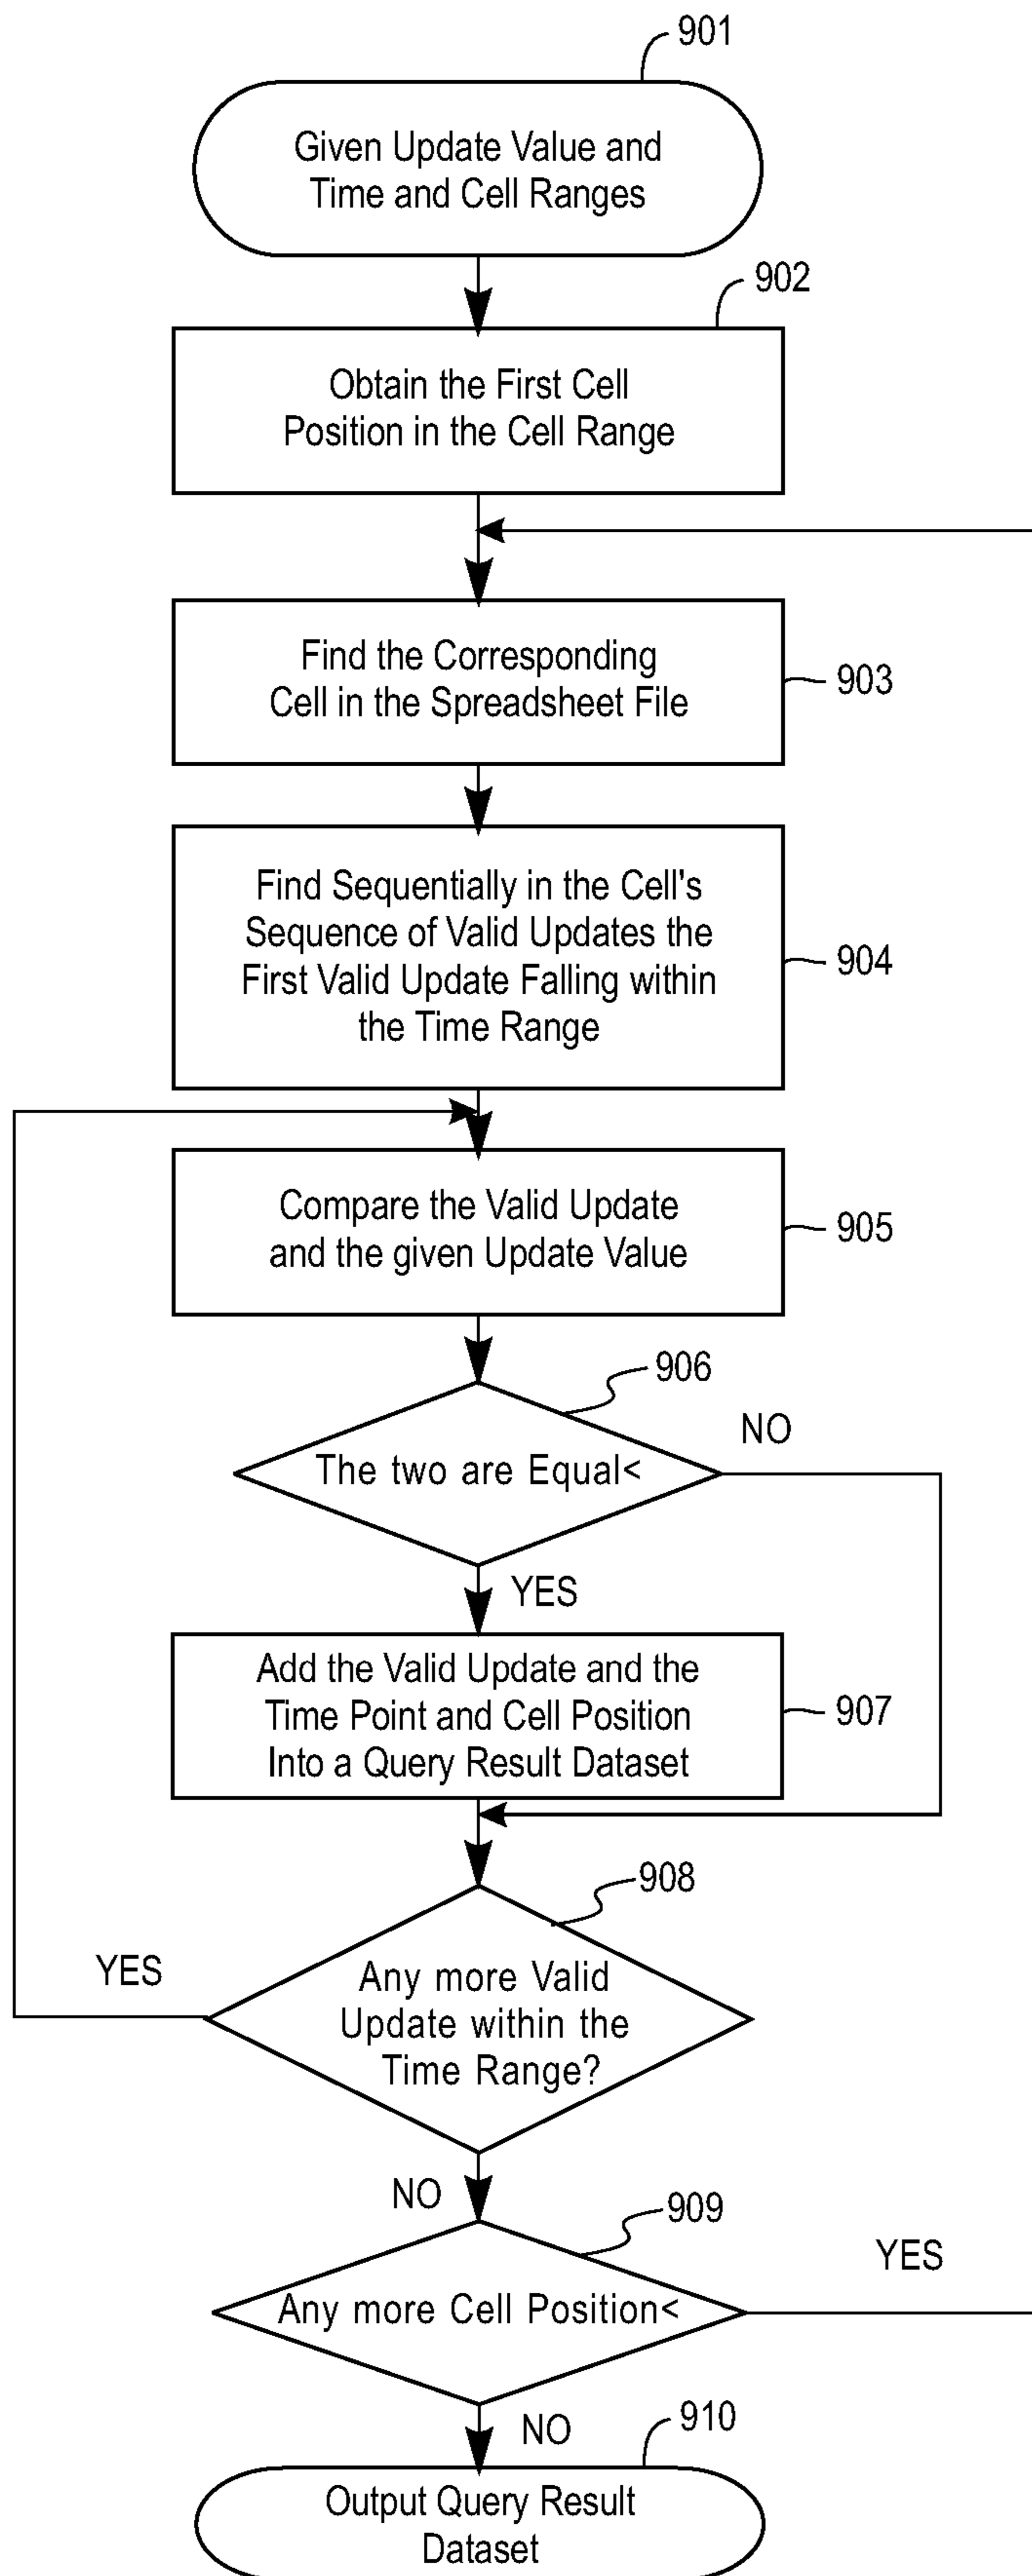 901
Given Update Value and
Time and Cell Ranges
902
Obtain the First Cell
Position in the Cell Range
Find the Corresponding
Cell in the Spreadsheet File
903
Find Sequentially in the Cell's
Sequence of Valid Updates the
First Valid Update Falling within
the Time Range
904
Compare the Valid Update
and the given Update Value
905
906
NO
The two are Equal<
YES
Add the Valid Update and the
Time Point and Cell Position
Into a Query Result Dataset
907
908
YES
Any more Valid
Update within the
Time Range?
NO
909
YES
Any more Cell Position<
NO
910
Output Query Result
Dataset